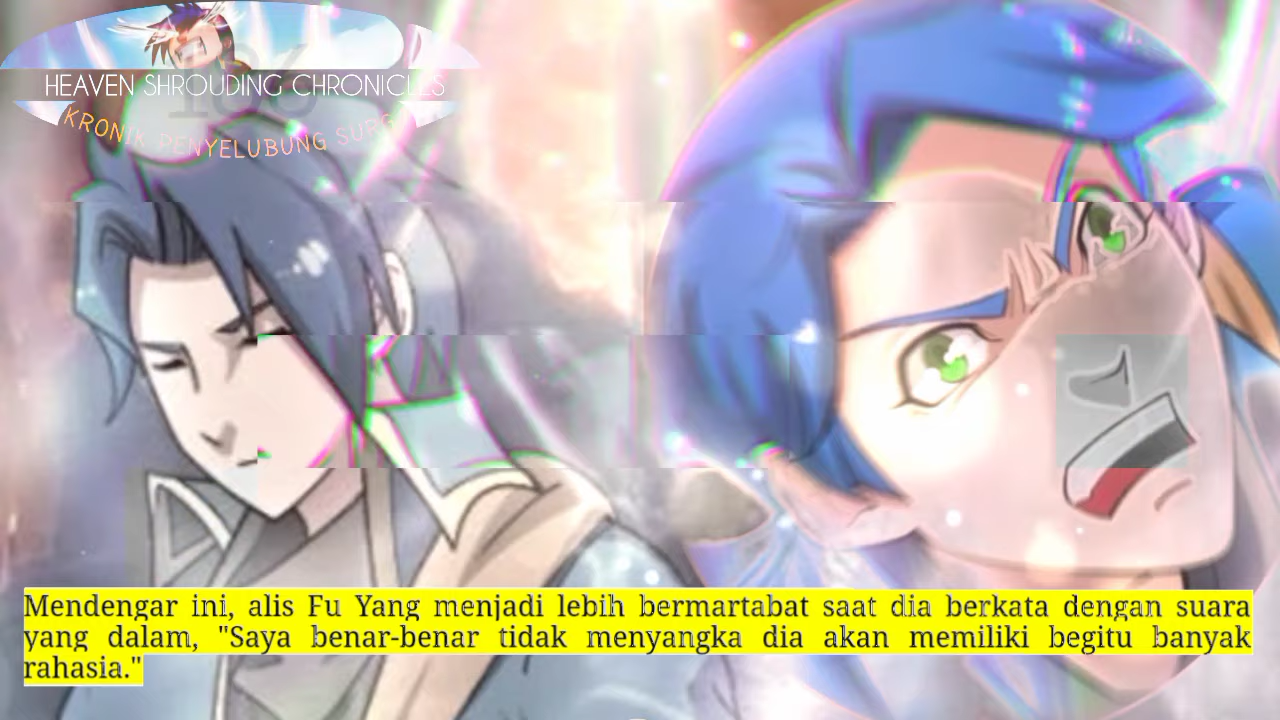 HEAVEN SHROUDING CHRONICLES
KRONIK PENYELUBUNG SURGA
Mendengar ini, alis Fu Yang menjadi lebih bermartabat saat dia berkata dengan suara
yang dalam, "Saya benar-benar tidak menyangka dia akan memiliki begitu banyak
rahasia."